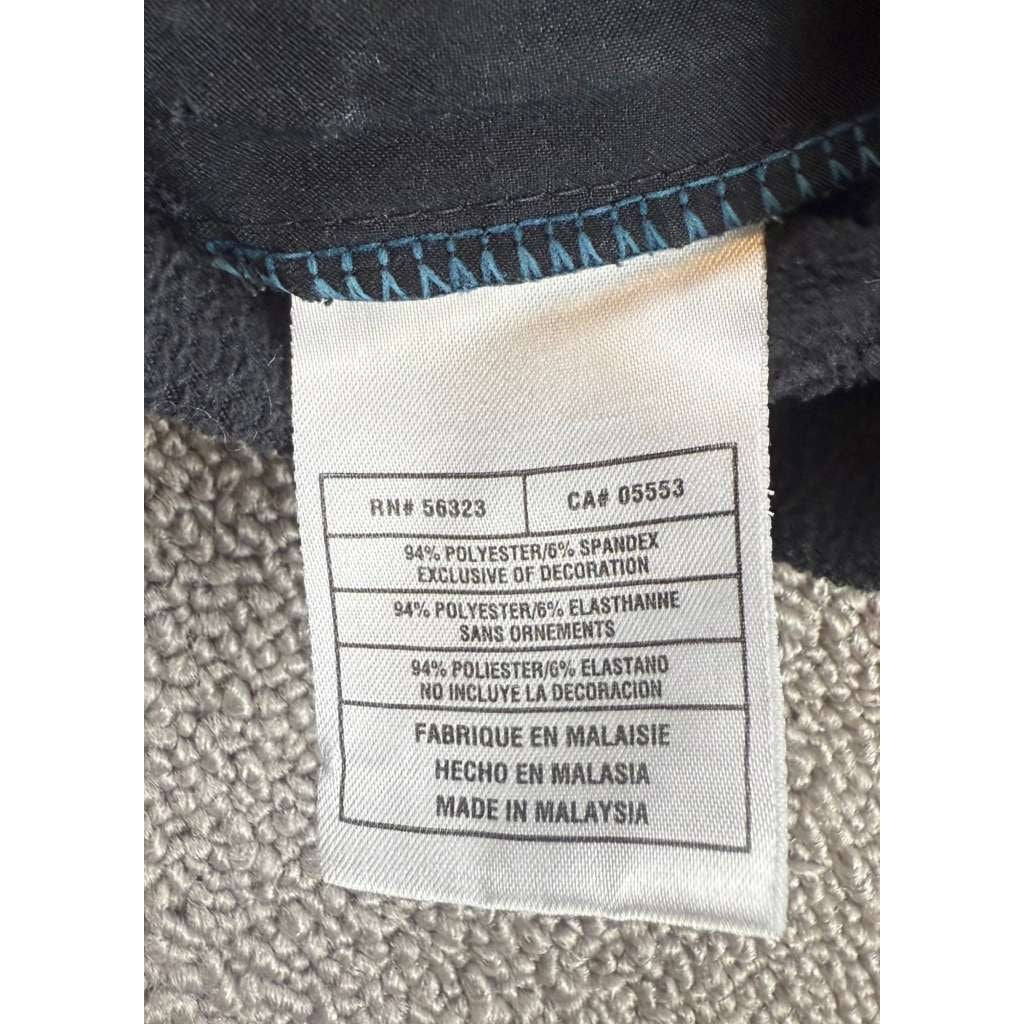 RN# 56323 CA# 05553
94% POLYESTER/6% SPANDEX
EXCLUSIVE OF DECORATION
94% POLYESTER/6% ELASTHANNE
SANS ORNEMENTS
94% POLIESTER/6% ELASTANO
NO INCLUYE LA DECORACION
FABRIQUE EN MALAISIE
HECHO EN MALASIA
MADE IN MALAYSIA